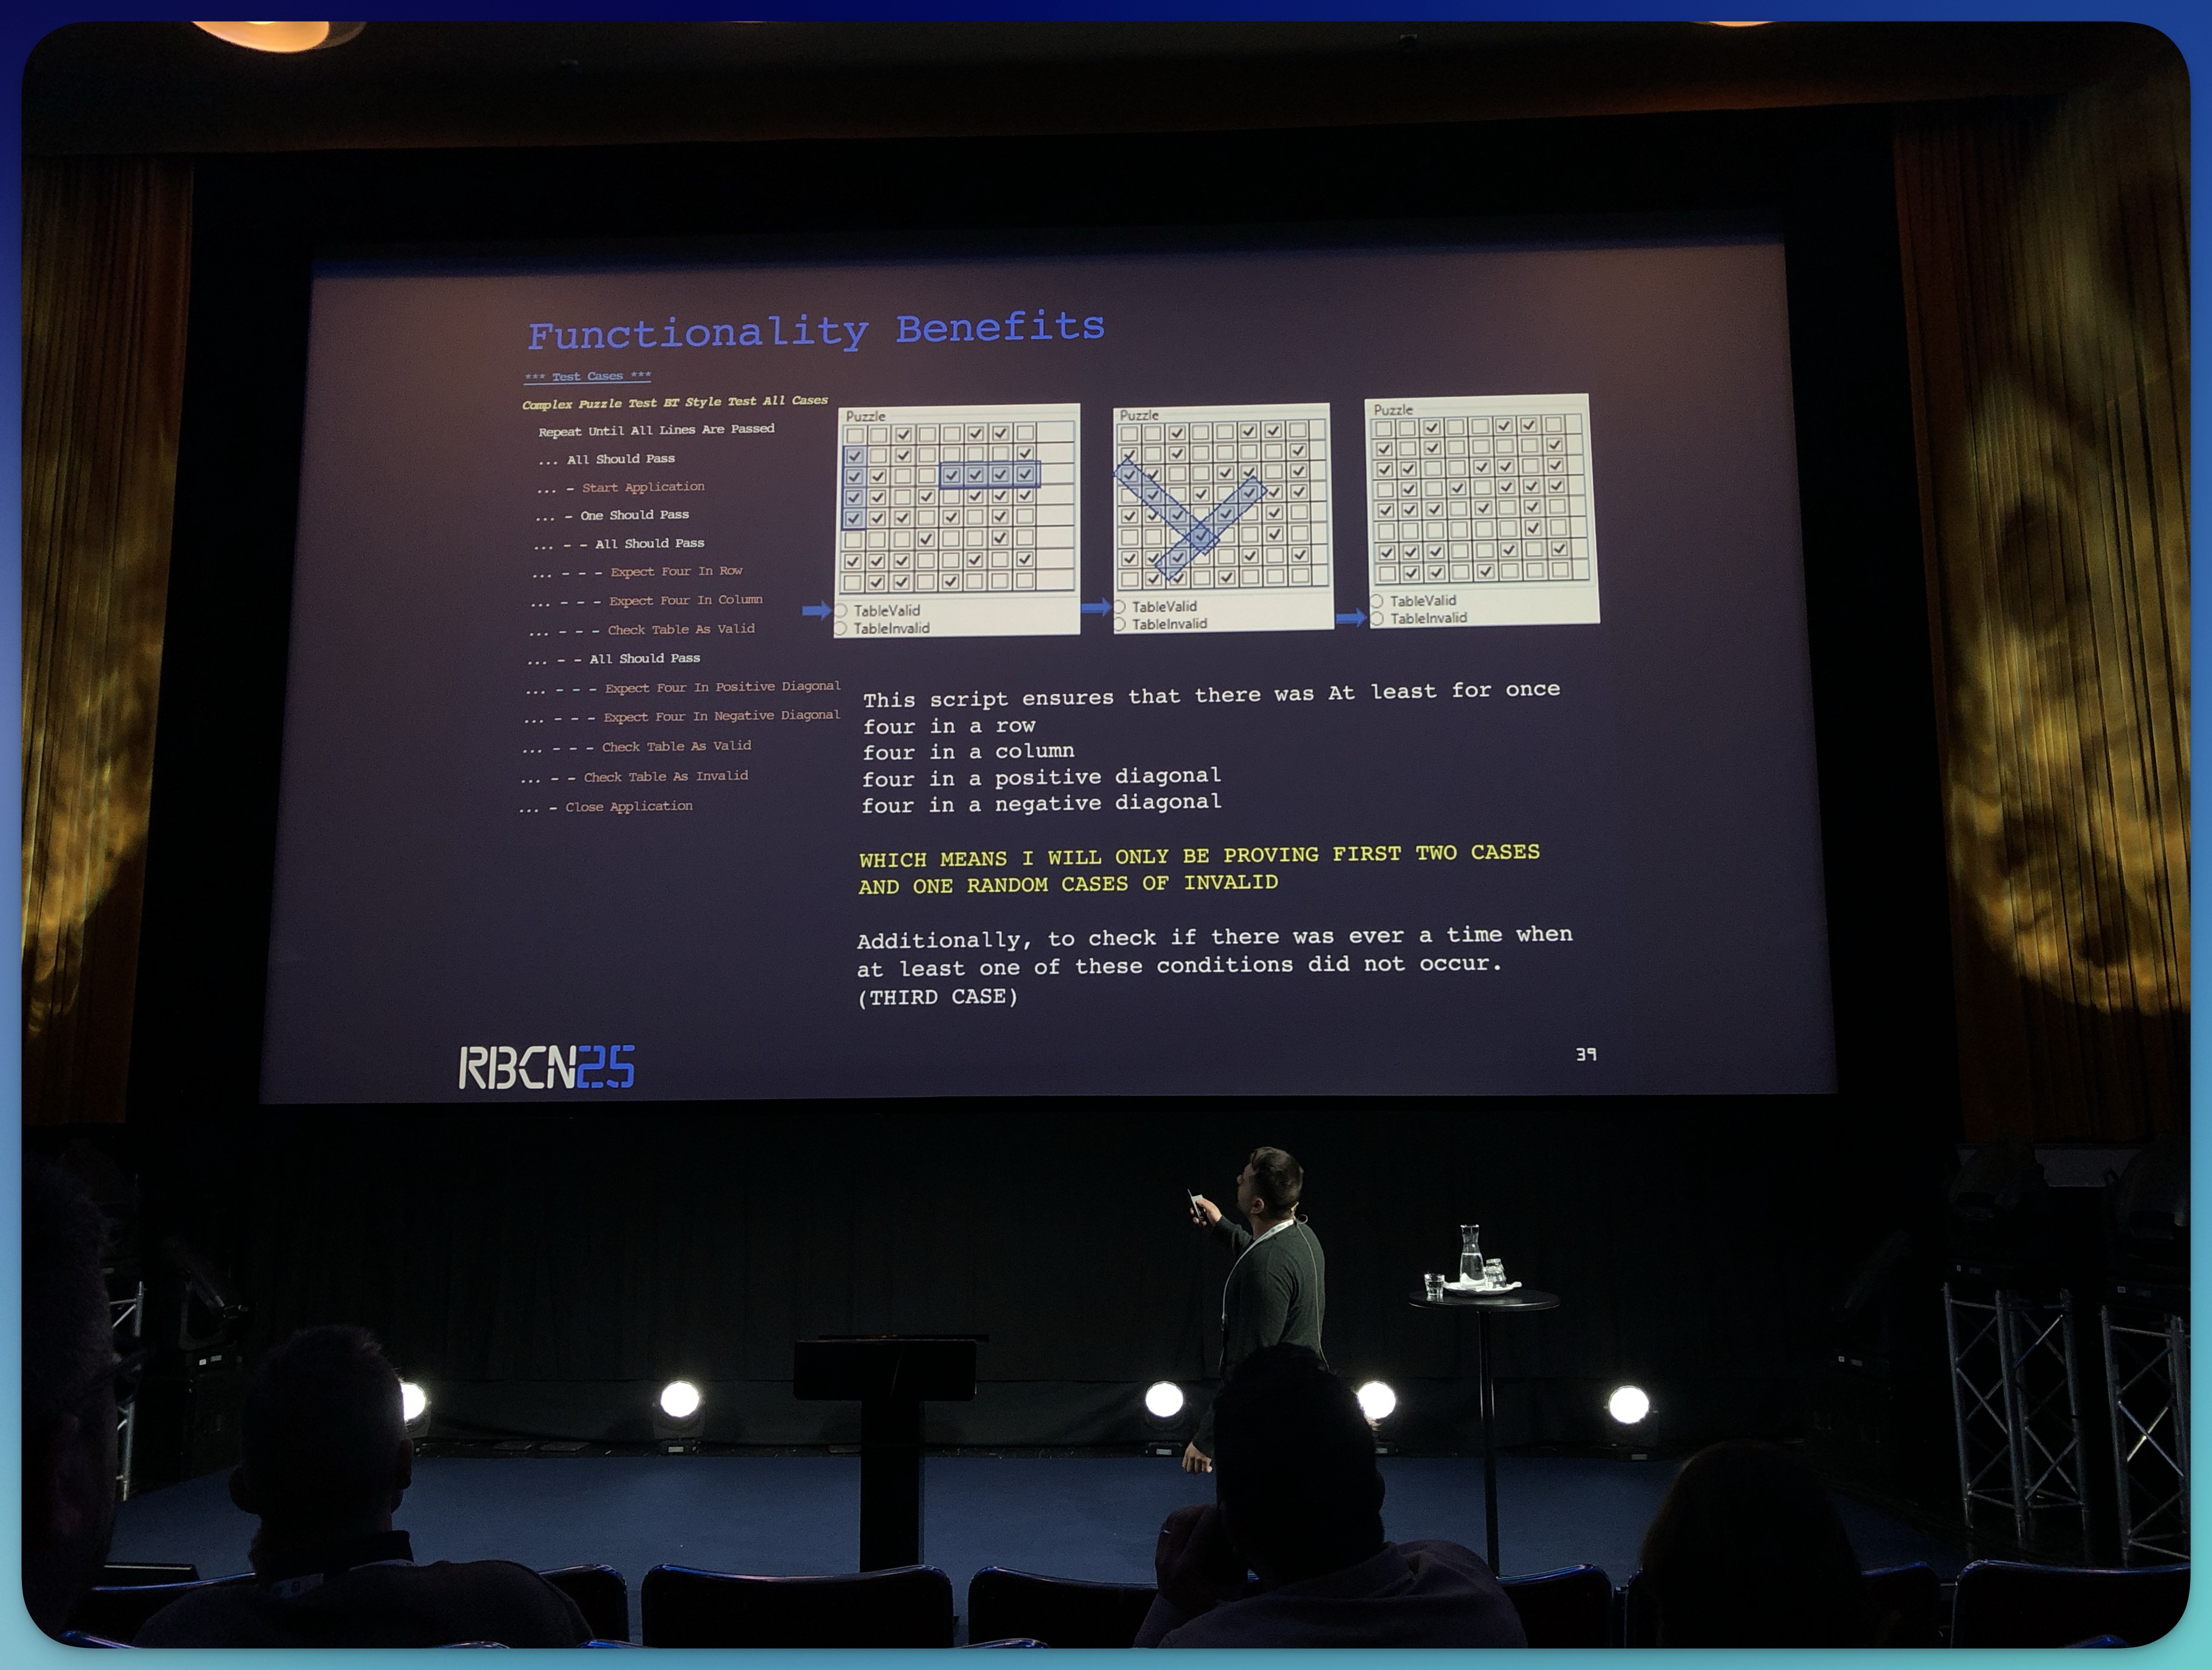 Functionality Benefits
*** Test Cases ***
Complex Puzzle Test BT Style Test All Cases
Repeat Until All Lines Are Passed
... All Should Pass
... - Start Application
... - One Should Pass
... - - All Should Pass
... - - - Expect Four In Row
... - - - Expect Four In Column
... - - - Check Table As Valid
... - - All Should Pass
... - - - Expect Four In Positive Diagonal
... - - - Expect Four In Negative Diagonal
... - - - Check Table As Valid
... - - Check Table As Invalid
... - Close Application
Puzzle
TableValid
TableInvalid
Puzzle
TableValid
TableInvalid
Puzzle
TableValid
TableInvalid
This script ensures that there was At least for once
four in a row
four in a column
four in a positive diagonal
four in a negative diagonal
WHICH MEANS I WILL ONLY BE PROVING FIRST TWO CASES
AND ONE RANDOM CASES OF INVALID
Additionally, to check if there was ever a time when
at least one of these conditions did not occur.
(THIRD CASE)
RBCN25
39